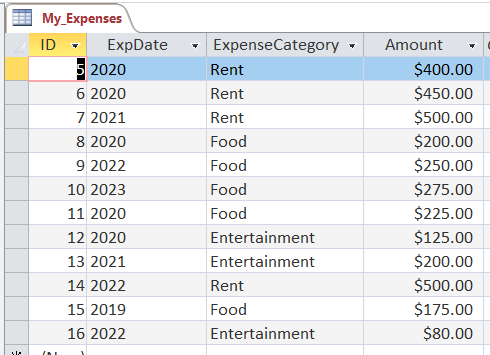 My_Expenses
ID ExpDate ExpenseCategory Amount
5 2020 Rent $400.00
6 2020 Rent $450.00
7 2021 Rent $500.00
8 2020 Food $200.00
9 2022 Food $250.00
10 2023 Food $275.00
11 2020 Food $225.00
12 2020 Entertainment $125.00
13 2021 Entertainment $200.00
14 2022 Rent $500.00
15 2019 Food $175.00
16 2022 Entertainment $80.00